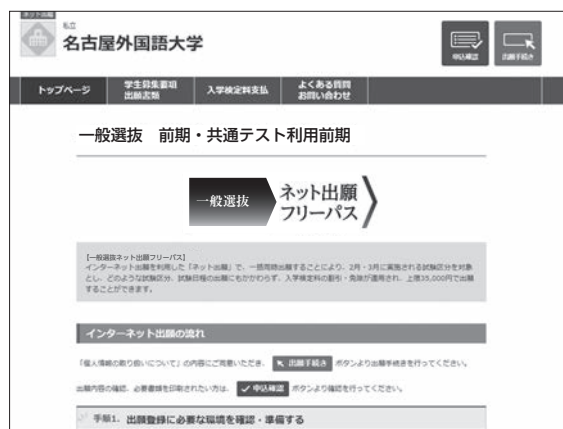 ネット出願
私立
名古屋外国語大学
申込確認
出願手続き
トップページ
学生募集要項
出願書類
入学検定料支払
よくある質問
お問い合わせ
一般選抜 前期・共通テスト利用前期
一般選抜
ネット出願
フリーパス
[一般選抜ネット出願フリーパス]
インターネット出願を利用した「ネット出願」で、一括同時出願することにより、2月・3月に実施される試験区分を対象
とし、どのような試験区分、試験日程の出願にもかかわらず、入学検定料の割引・免除が適用され、上限35,000円で出願
することができます。
インターネット出願の流れ
「個人情報の取り扱いについて」の内容にご同意いただき、 出願手続き ボタンより出願手続きを行ってください。
出願内容の確認、必要書類を印刷されたい方は、 申込確認 ボタンより確認を行ってください。
手順1. 出願登録に必要な環境を確認・準備する